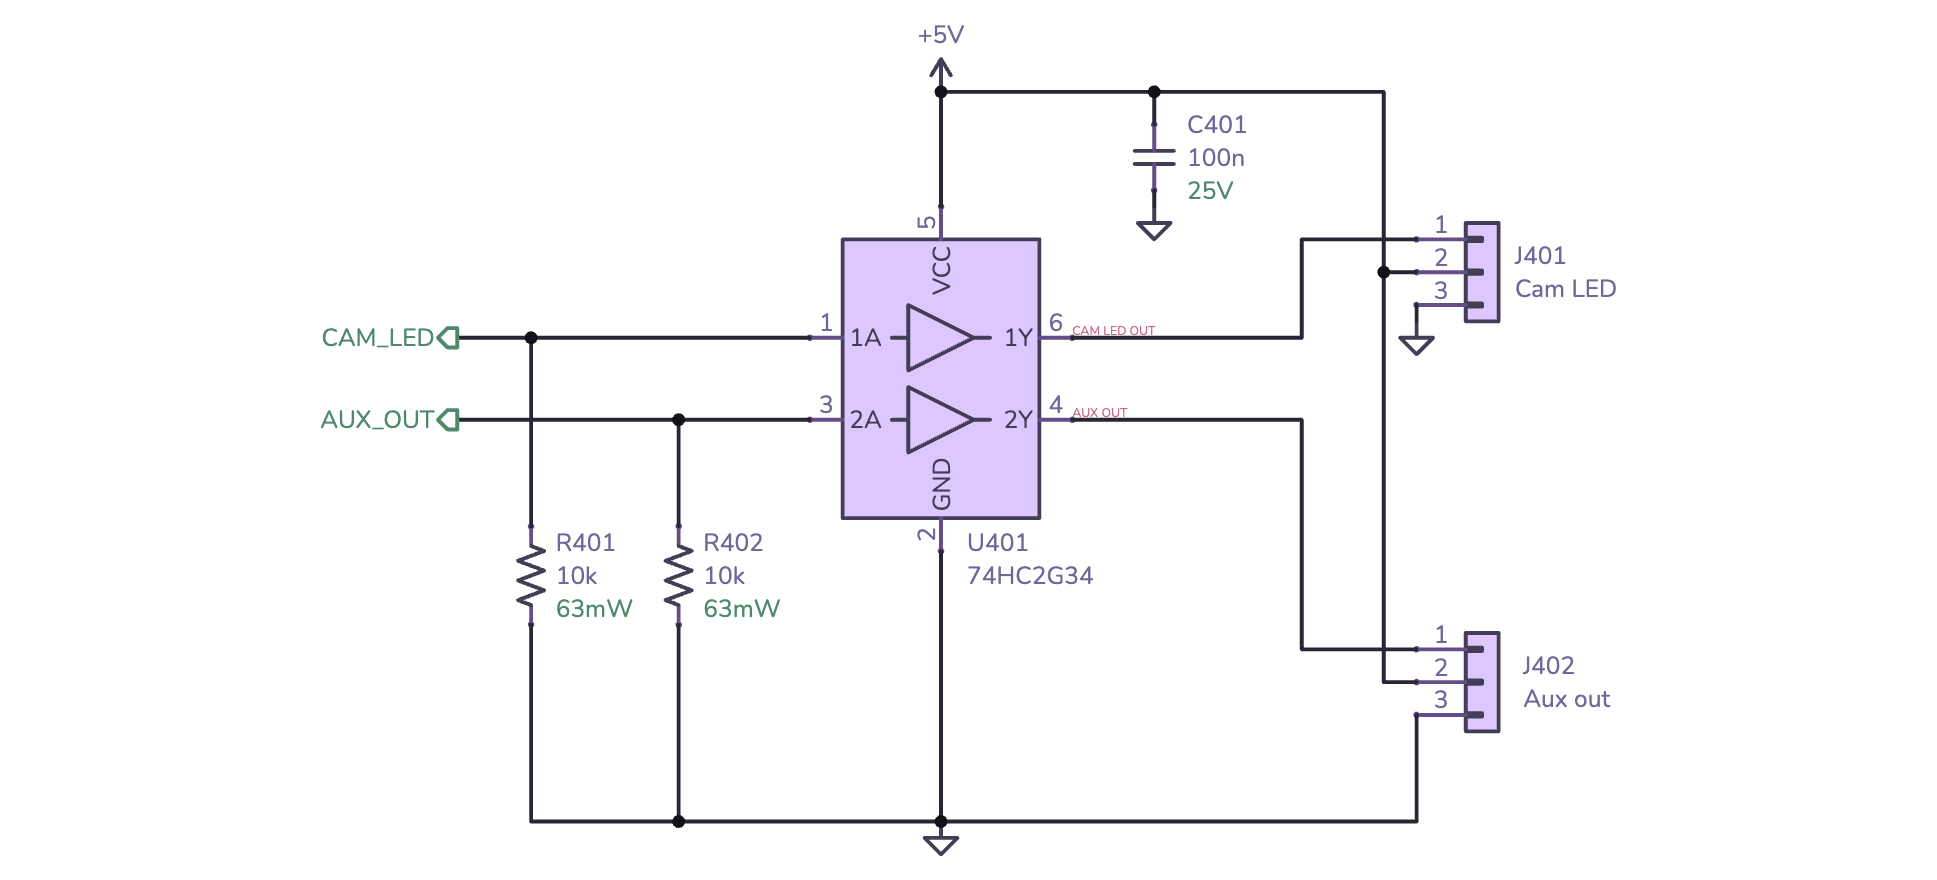 +5V
C401
100n
25V
5
VCC
1
J401
2
Cam LED
3
CAM_LED
1
1A
1Y
6
CAM LED OUT
AUX_OUT
3
2A
2Y
4
AUX OUT
GND
2
R401
10k
63mW
R402
10k
63mW
U401
74HC2G34
1
2
3
J402
Aux out